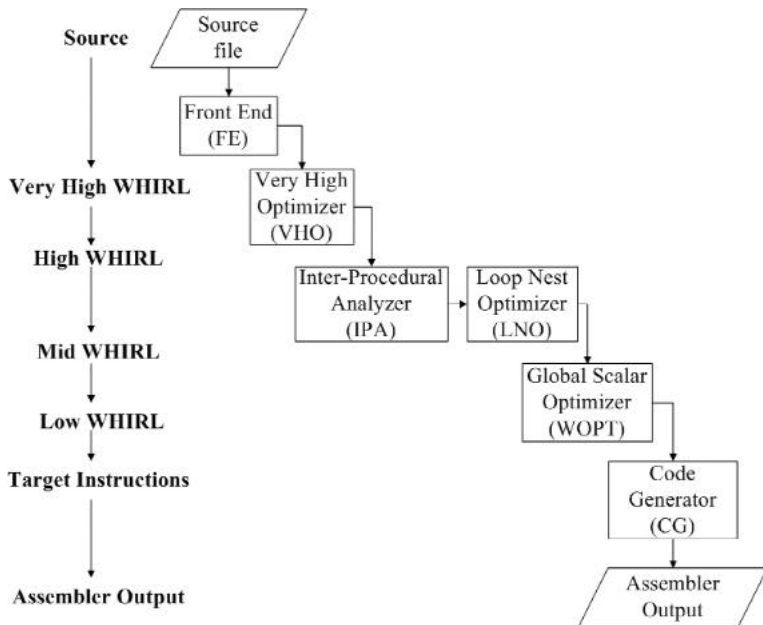 Source
Very High WHIRL
High WHIRL
Mid WHIRL
Low WHIRL
Target Instructions
Assembler Output
Source
file
Front End
(FE)
Very High
Optimizer
(VHO)
Inter-Procedural
Analyzer
(IPA)
Loop Nest
Optimizer
(LNO)
Global Scalar
Optimizer
(WOPT)
Code
Generator
(CG)
Assembler
Output